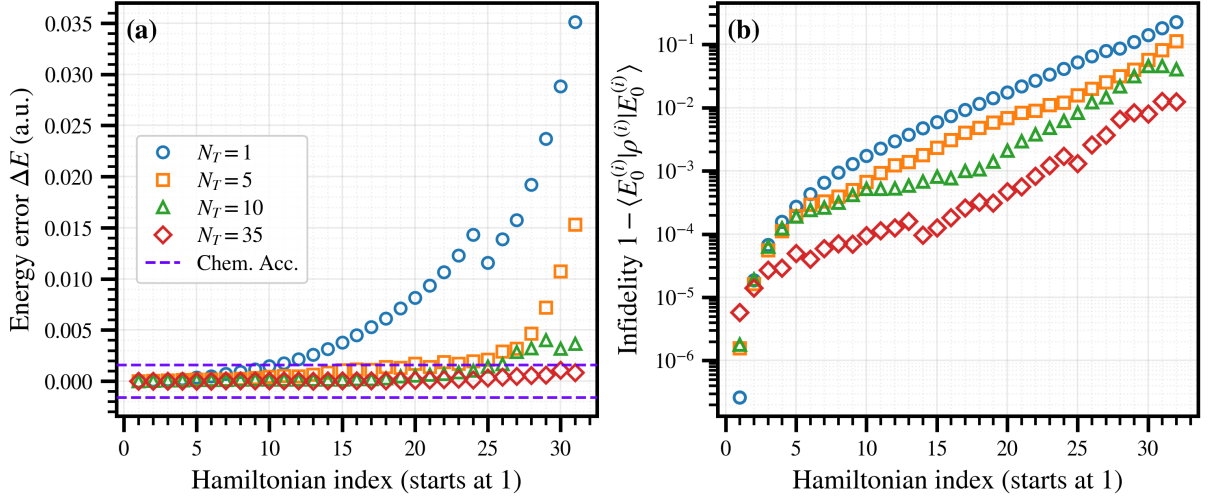 (a)
Energy error ΔE (a.u.)
0.035
0.030
0.025
0.020
0.015
0.010
0.005
0.000
N_T = 1
N_T = 5
N_T = 10
N_T = 35
Chem. Acc.
0 5 10 15 20 25 30
Hamiltonian index (starts at 1)
(b)
Infidelity 1 − ⟨E_0^{(i)}|ρ^{(i)}|E_0^{(i)}⟩
10^{-1}
10^{-2}
10^{-3}
10^{-4}
10^{-5}
10^{-6}
0 5 10 15 20 25 30
Hamiltonian index (starts at 1)